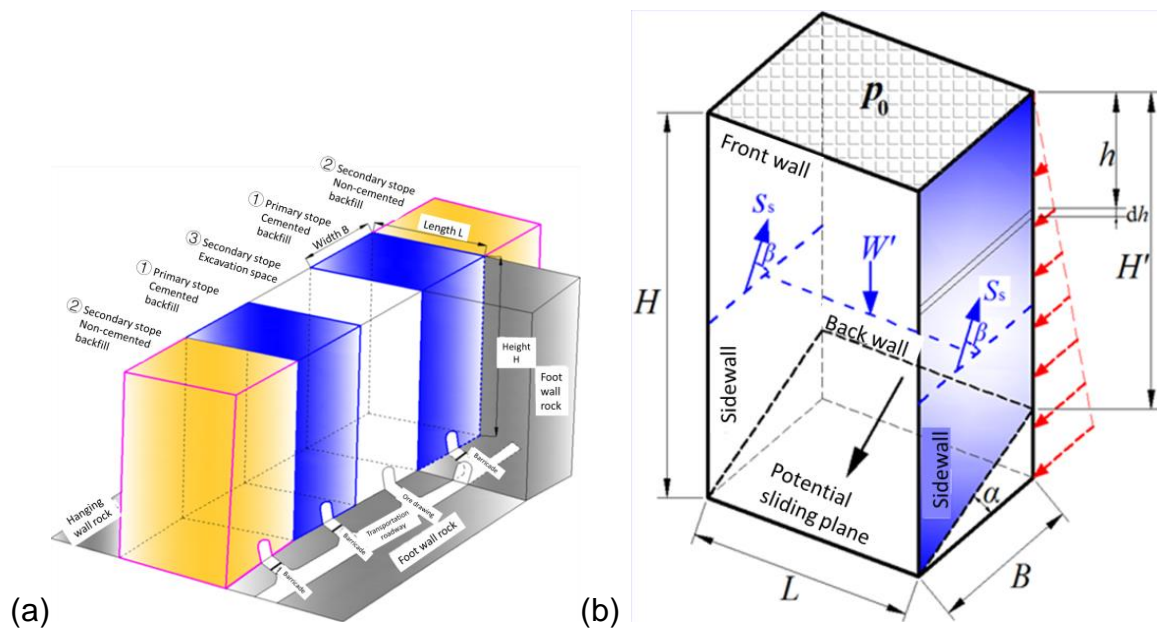 ② Secondary stope
Non-cemented
backfill
① Primary stope
Cemented
backfill
③ Secondary stope
Excavation space
① Primary stope
Cemented
backfill
② Secondary stope
Non-cemented
backfill
Width B
Length L
Height
H
Foot
wall
rock
Hanging
wall rock
Barricade
Ore drawing
Transportation
roadway
Barricade
Foot wall rock
Barricade
(a)
p₀
Front wall
Sₛ
β
W'
Sₛ
β
Back wall
Sidewall
Sidewall
Potential
sliding plane
α
H
h
dh
H'
L
B
(b)